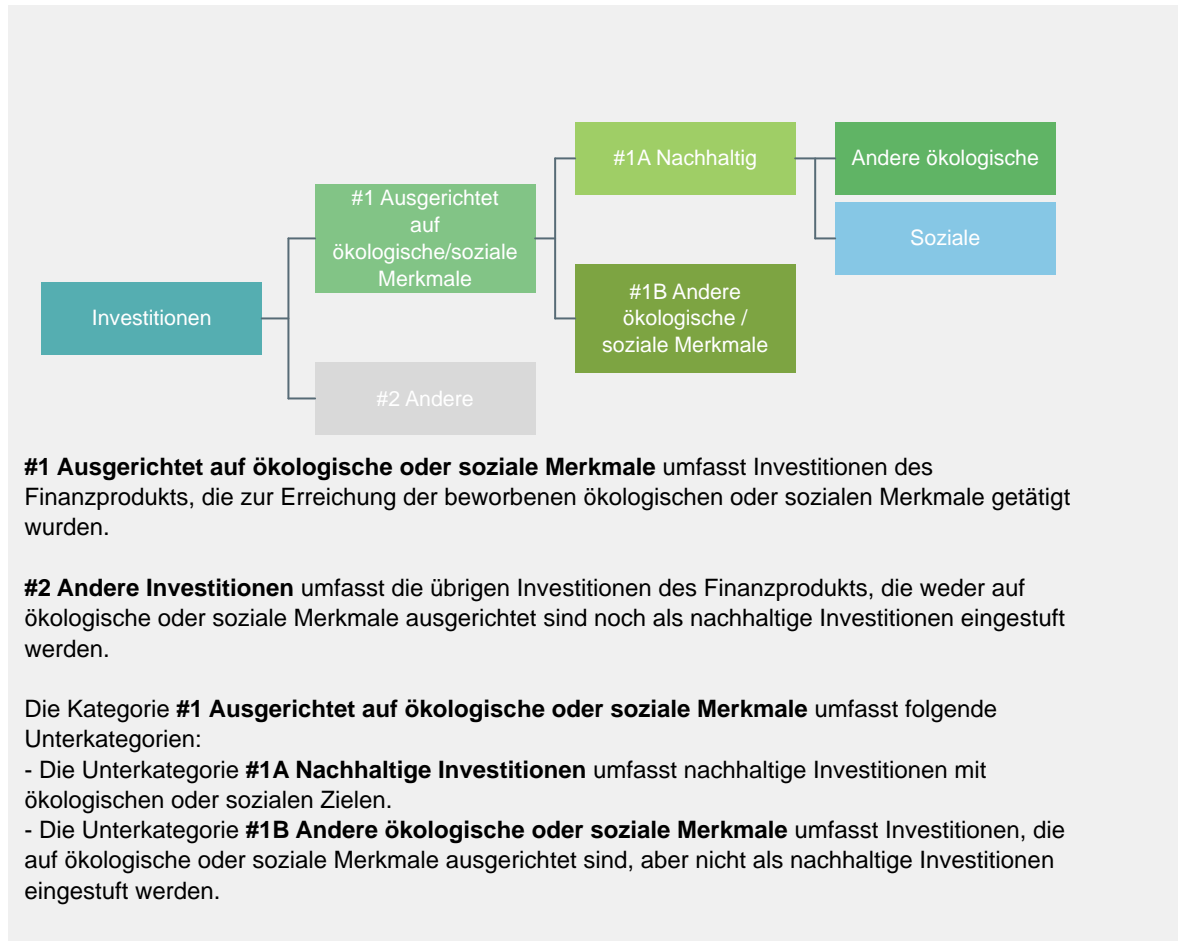 #1A Nachhaltig
Andere ökologische
#1 Ausgerichtet
auf
ökologische/soziale
Merkmale
Soziale
Investitionen
#1B Andere
ökologische /
soziale Merkmale
#2 Andere
#1 Ausgerichtet auf ökologische oder soziale Merkmale umfasst Investitionen des
Finanzprodukts, die zur Erreichung der beworbenen ökologischen oder sozialen Merkmale getätigt
wurden.
#2 Andere Investitionen umfasst die übrigen Investitionen des Finanzprodukts, die weder auf
ökologische oder soziale Merkmale ausgerichtet sind noch als nachhaltige Investitionen eingestuft
werden.
Die Kategorie #1 Ausgerichtet auf ökologische oder soziale Merkmale umfasst folgende
Unterkategorien:
- Die Unterkategorie #1A Nachhaltige Investitionen umfasst nachhaltige Investitionen mit
ökologischen oder sozialen Zielen.
- Die Unterkategorie #1B Andere ökologische oder soziale Merkmale umfasst Investitionen, die
auf ökologische oder soziale Merkmale ausgerichtet sind, aber nicht als nachhaltige Investitionen
eingestuft werden.